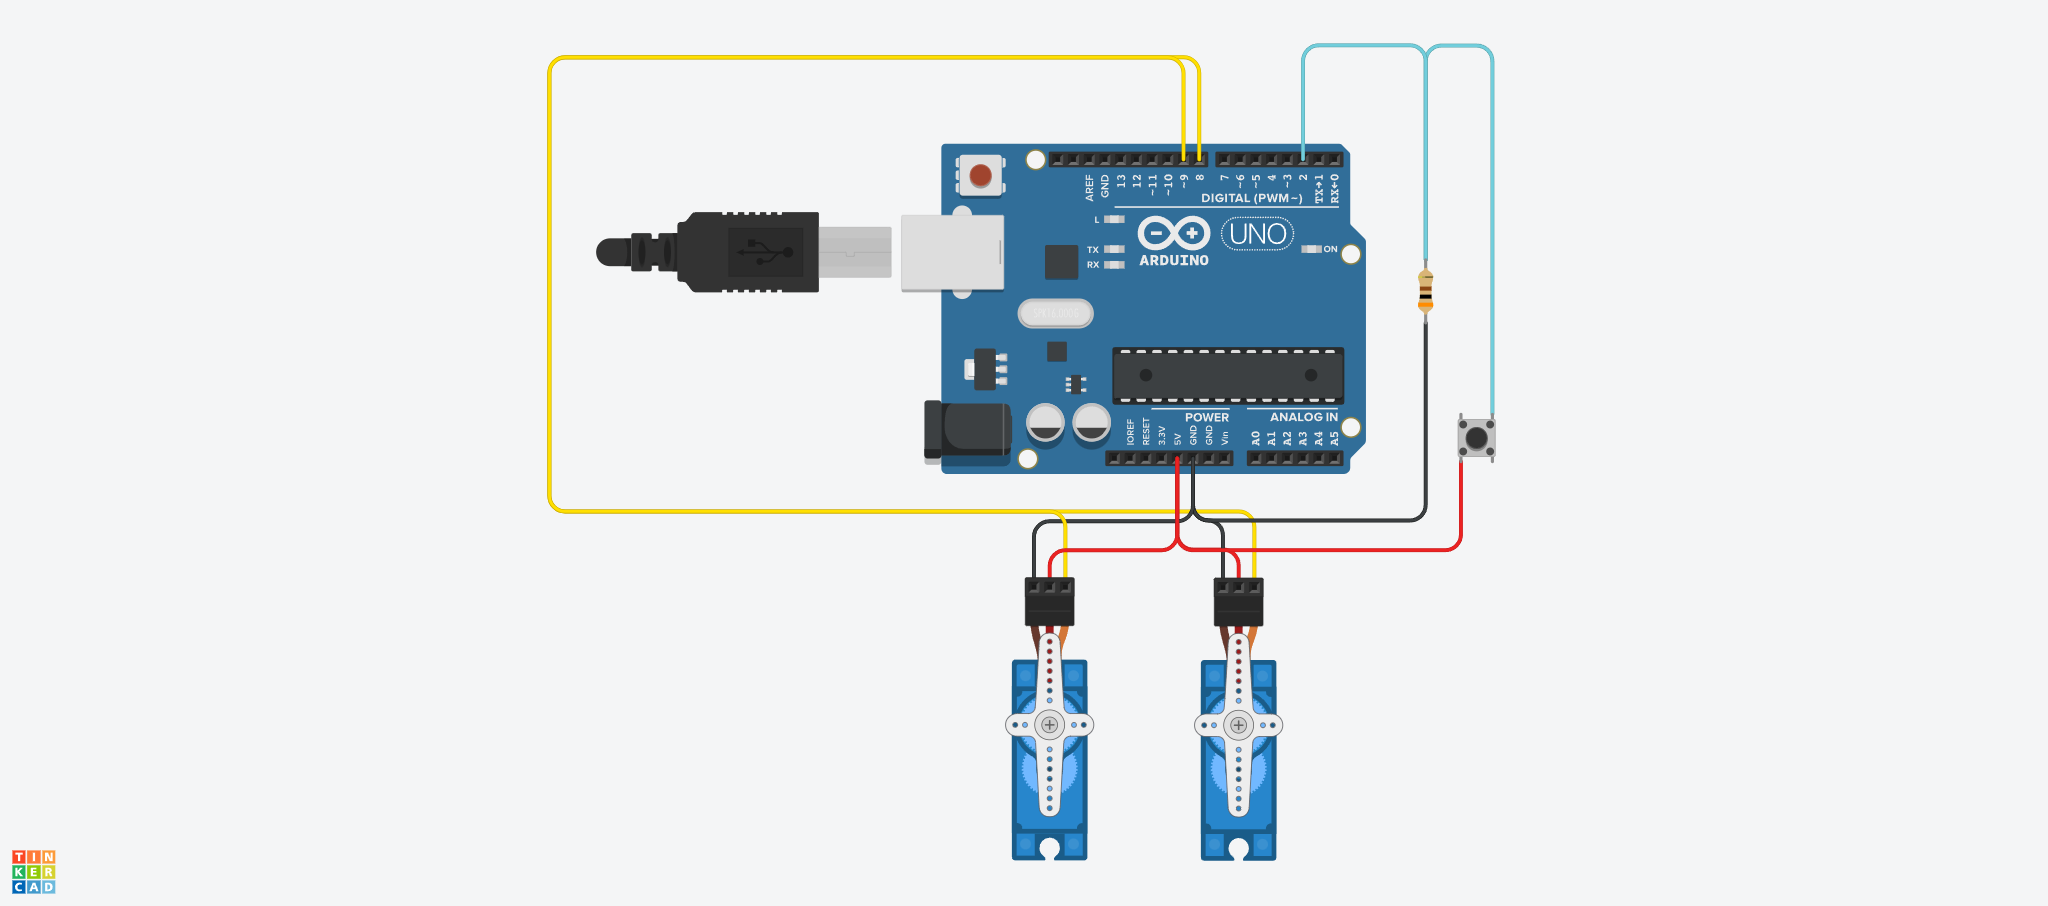 AREF
GND
13
12
~11
~10
~9
8
7
~6
~5
4
~3
2
TX→1
RX←0
DIGITAL (PWM~)
L
TX
RX
UNO
ON
ARDUINO
POWER
ANALOG IN
IOREF
RESET
3.3V
5V
GND
GND
Vin
A0
A1
A2
A3
A4
A5
TIN
KER
CAD